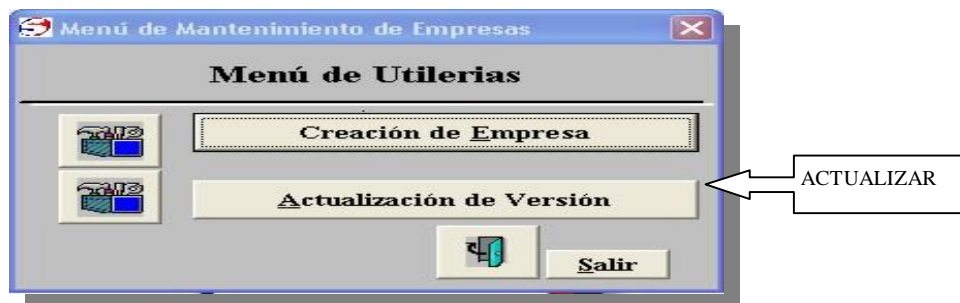 Menú de Mantenimiento de Empresas
Menú de Utilerias
Creación de Empresa
Actualización de Versión
ACTUALIZAR
Salir